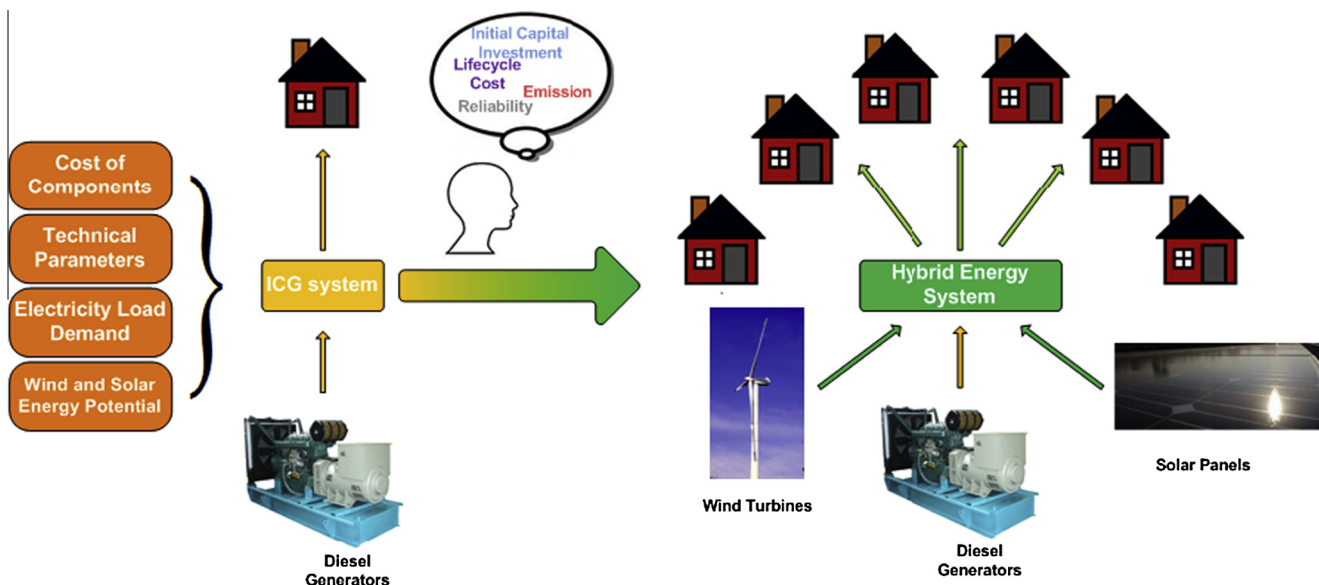 Initial Capital
Investment
Lifecycle
Cost
Emission
Reliability
Cost of
Components
Technical
Parameters
Electricity Load
Demand
Wind and Solar
Energy Potential
ICG system
Hybrid Energy
System
Diesel
Generators
Wind Turbines
Diesel
Generators
Solar Panels